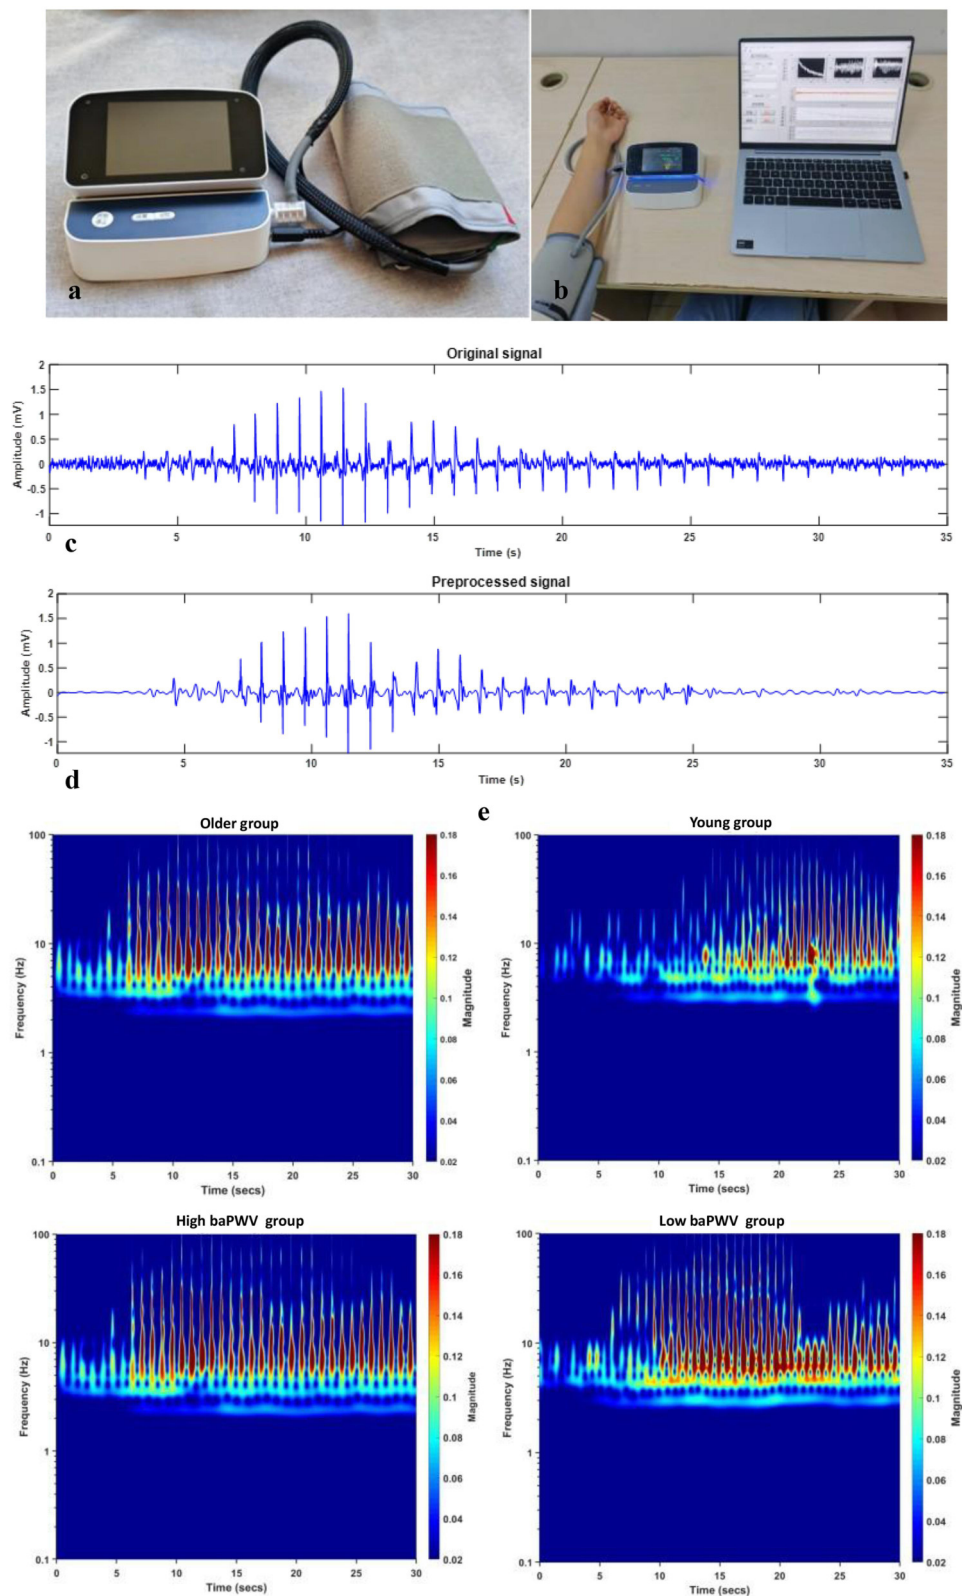 a
b
Original signal
Amplitude (mV)
2
1.5
1
0.5
0
-0.5
-1
0 5 10 15 20 25 30 35
Time (s)
c
Preprocessed signal
Amplitude (mV)
2
1.5
1
0.5
0
-0.5
-1
0 5 10 15 20 25 30 35
Time (s)
d
e
Older group
Frequency (Hz)
100
10
1
0.1
0 5 10 15 20 25 30
Time (secs)
0.18
0.16
0.14
0.12
0.1
0.08
0.06
0.04
0.02
Magnitude
Young group
Frequency (Hz)
100
10
1
0.1
0 5 10 15 20 25 30
Time (secs)
0.18
0.16
0.14
0.12
0.1
0.08
0.06
0.04
0.02
Magnitude
High baPWV group
Frequency (Hz)
100
10
1
0.1
0 5 10 15 20 25 30
Time (secs)
0.18
0.16
0.14
0.12
0.1
0.08
0.06
0.04
0.02
Magnitude
Low baPWV group
Frequency (Hz)
100
10
1
0.1
0 5 10 15 20 25 30
Time (secs)
0.18
0.16
0.14
0.12
0.1
0.08
0.06
0.04
0.02
Magnitude